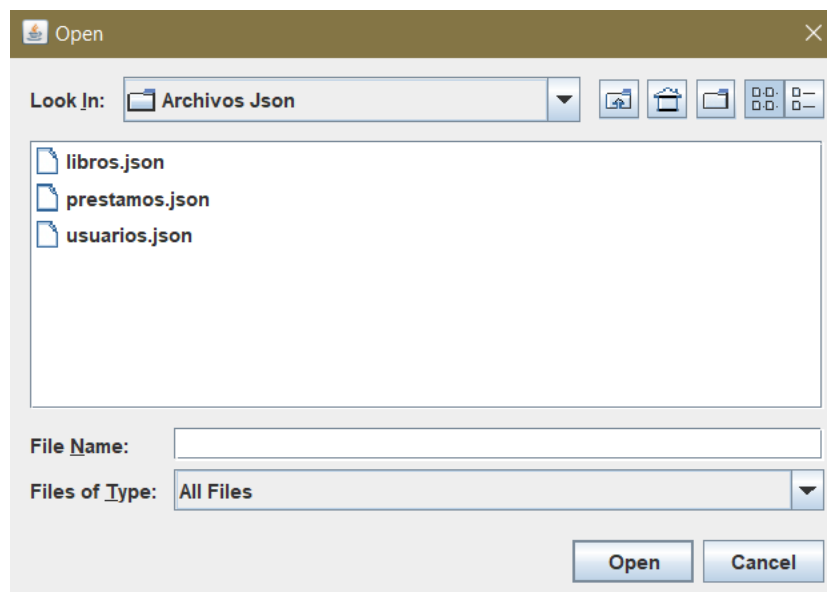 Open
Look In: Archivos Json
libros.json
prestamos.json
usuarios.json
File Name:
Files of Type: All Files
Open Cancel